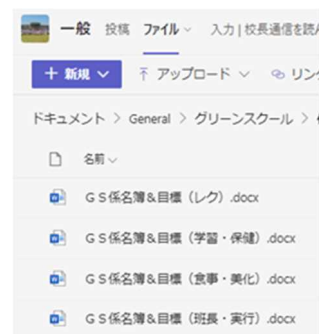 一般 投稿 ファイル 入力 | 校長通信を読
＋ 新規 アップロード リン
ドキュメント > General > グリーンスクール >
名前
ＧＳ係名簿&目標（レク）.docx
ＧＳ係名簿&目標（学習・保健）.docx
ＧＳ係名簿&目標（食事・美化）.docx
ＧＳ係名簿&目標（班長・実行）.docx